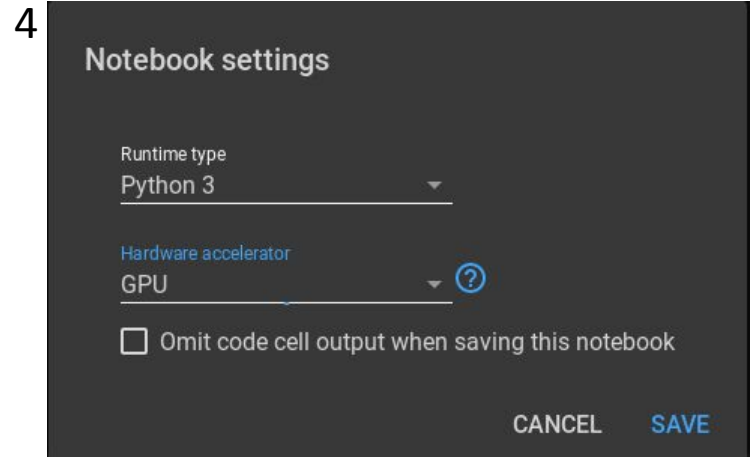 4
Notebook settings
Runtime type
Python 3
Hardware accelerator
GPU
?
Omit code cell output when saving this notebook
CANCEL SAVE